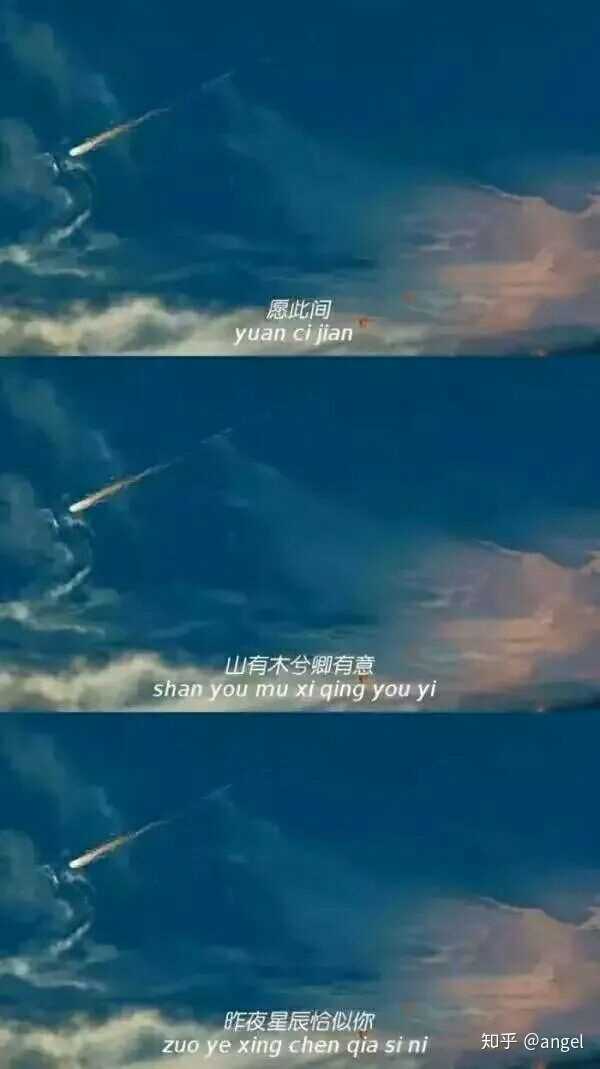 愿此间
yuan ci jian
山有木兮卿有意
shan you mu xi qing you yi
昨夜星辰恰似你
zuo ye xing chen qia si ni
知乎 @angel